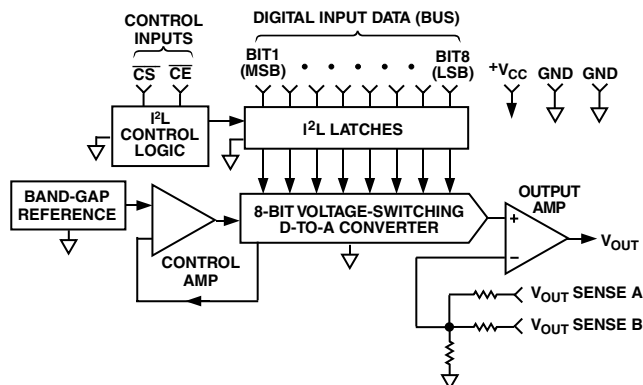 CONTROL INPUTS
DIGITAL INPUT DATA (BUS)
CS CE
BIT1 (MSB)
BIT8 (LSB)
+VCC GND GND
I²L CONTROL LOGIC
I²L LATCHES
BAND-GAP REFERENCE
CONTROL AMP
8-BIT VOLTAGE-SWITCHING D-TO-A CONVERTER
OUTPUT AMP
+
–
VOUT
VOUT SENSE A
VOUT SENSE B